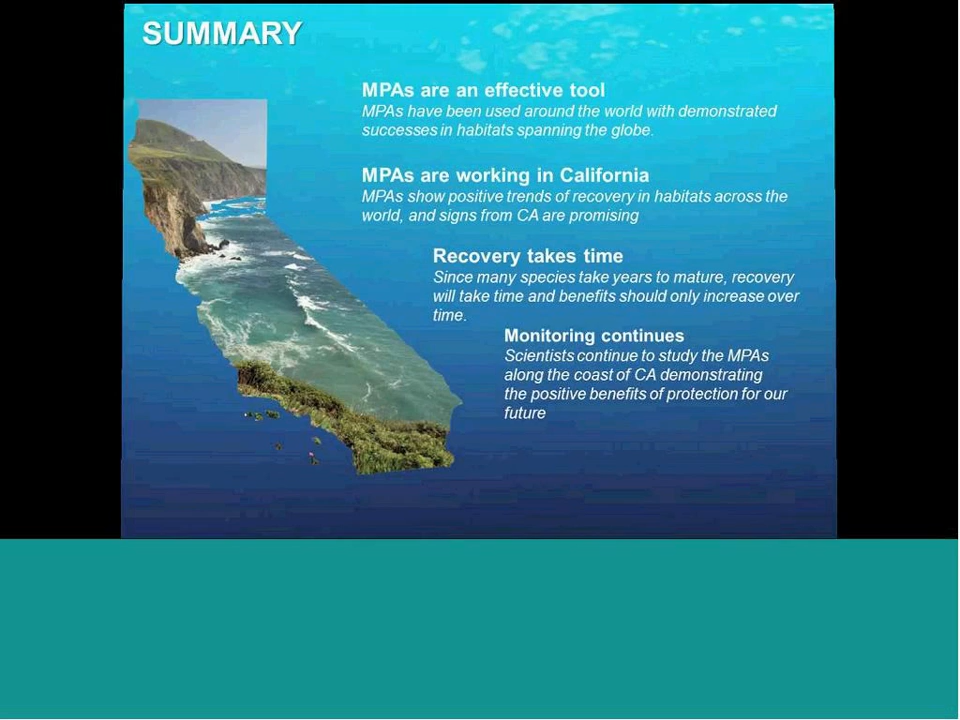 SUMMARY
MPAs are an effective tool
MPAs have been used around the world with demonstrated
successes in habitats spanning the globe.
MPAs are working in California
MPAs show positive trends of recovery in habitats across the
world, and signs from CA are promising
Recovery takes time
Since many species take years to mature, recovery
will take time and benefits should only increase over
time.
Monitoring continues
Scientists continue to study the MPAs
along the coast of CA demonstrating
the positive benefits of protection for our
future